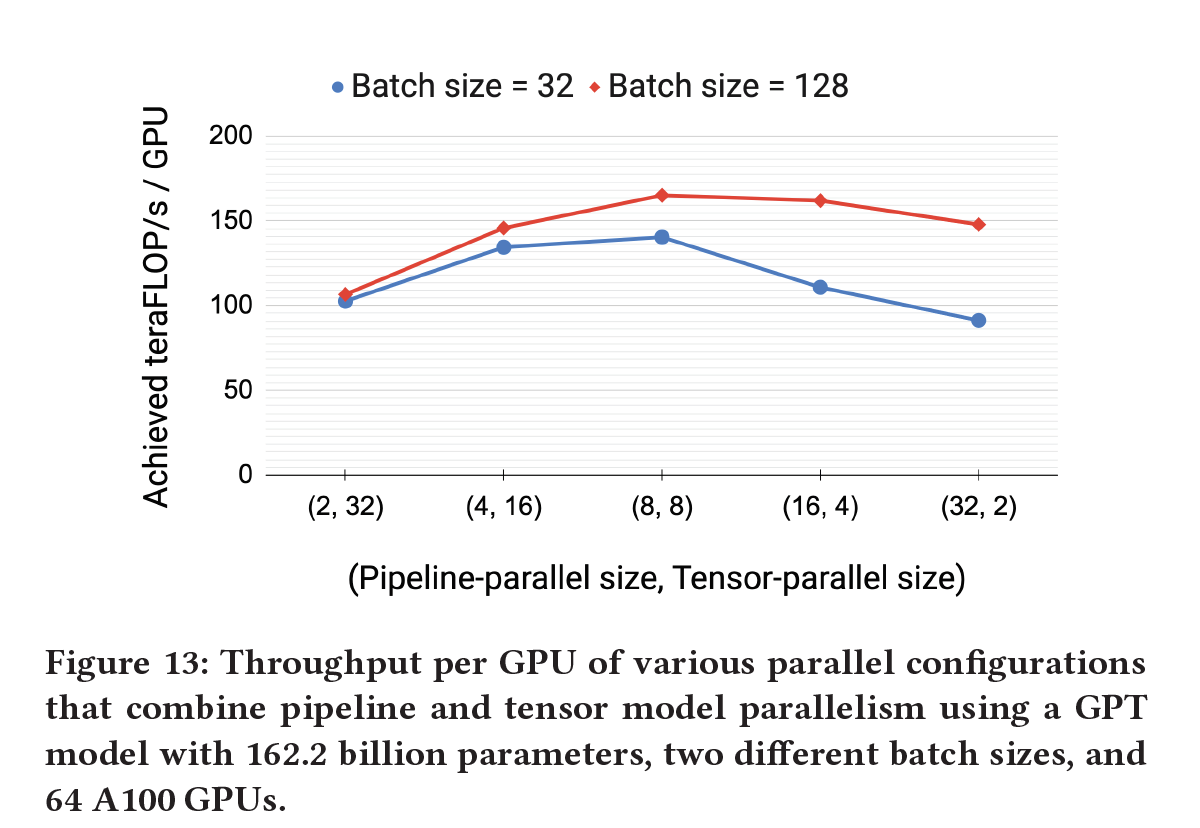 Batch size = 32 Batch size = 128
Achieved teraFLOP/s / GPU
200
150
100
50
0
(2, 32) (4, 16) (8, 8) (16, 4) (32, 2)
(Pipeline-parallel size, Tensor-parallel size)
Figure 13: Throughput per GPU of various parallel configurations
that combine pipeline and tensor model parallelism using a GPT
model with 162.2 billion parameters, two different batch sizes, and
64 A100 GPUs.